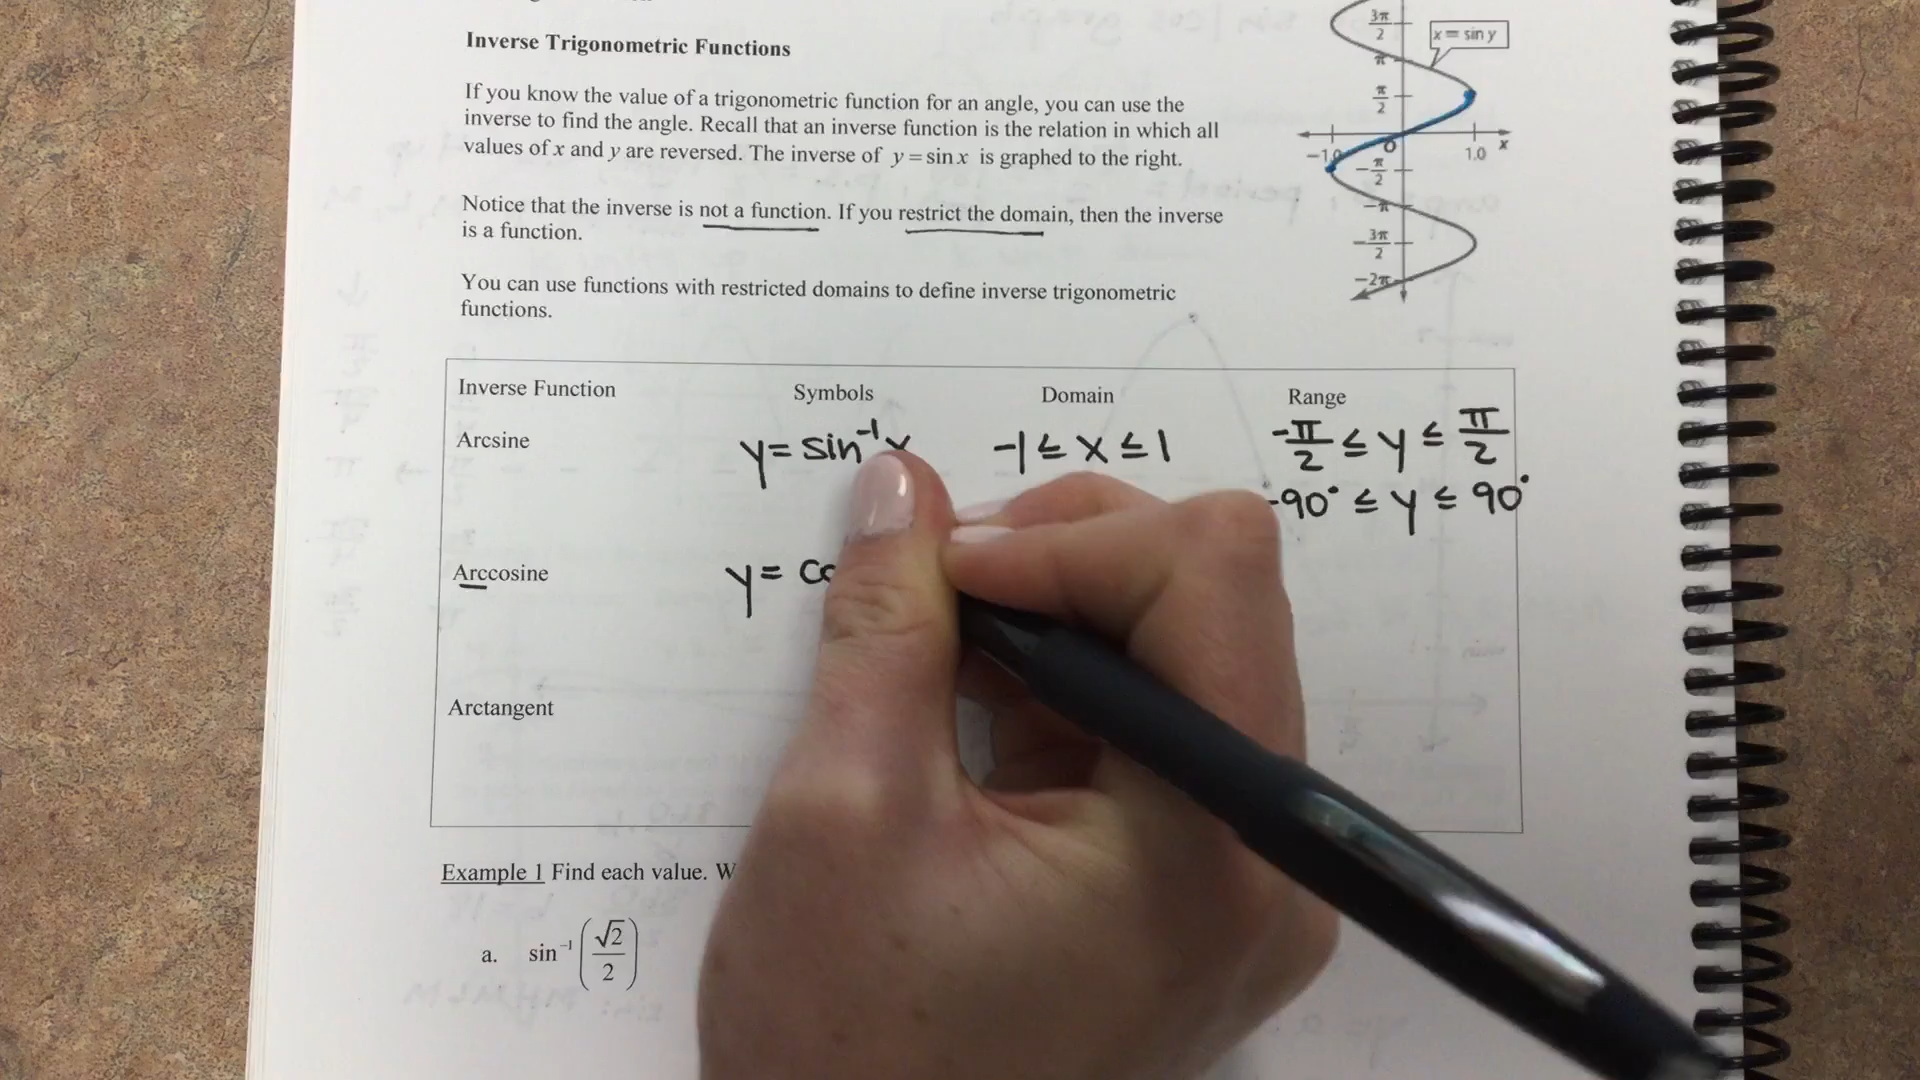 Inverse Trigonometric Functions
If you know the value of a trigonometric function for an angle, you can use the
inverse to find the angle. Recall that an inverse function is the relation in which all
values of x and y are reversed. The inverse of y = sin x is graphed to the right.
Notice that the inverse is not a function. If you restrict the domain, then the inverse
is a function.
You can use functions with restricted domains to define inverse trigonometric
functions.
3π/2
x = sin y
π
π/2
-1.0
O
1.0
x
-π/2
-π
-3π/2
-2π
Inverse Function Symbols Domain Range
Arcsine y = sin⁻¹x -1 ≤ x ≤ 1 -π/2 ≤ y ≤ π/2
-90° ≤ y ≤ 90°
Arccosine y = co
Arctangent
Example 1 Find each value. W
a. sin⁻¹(√2/2)